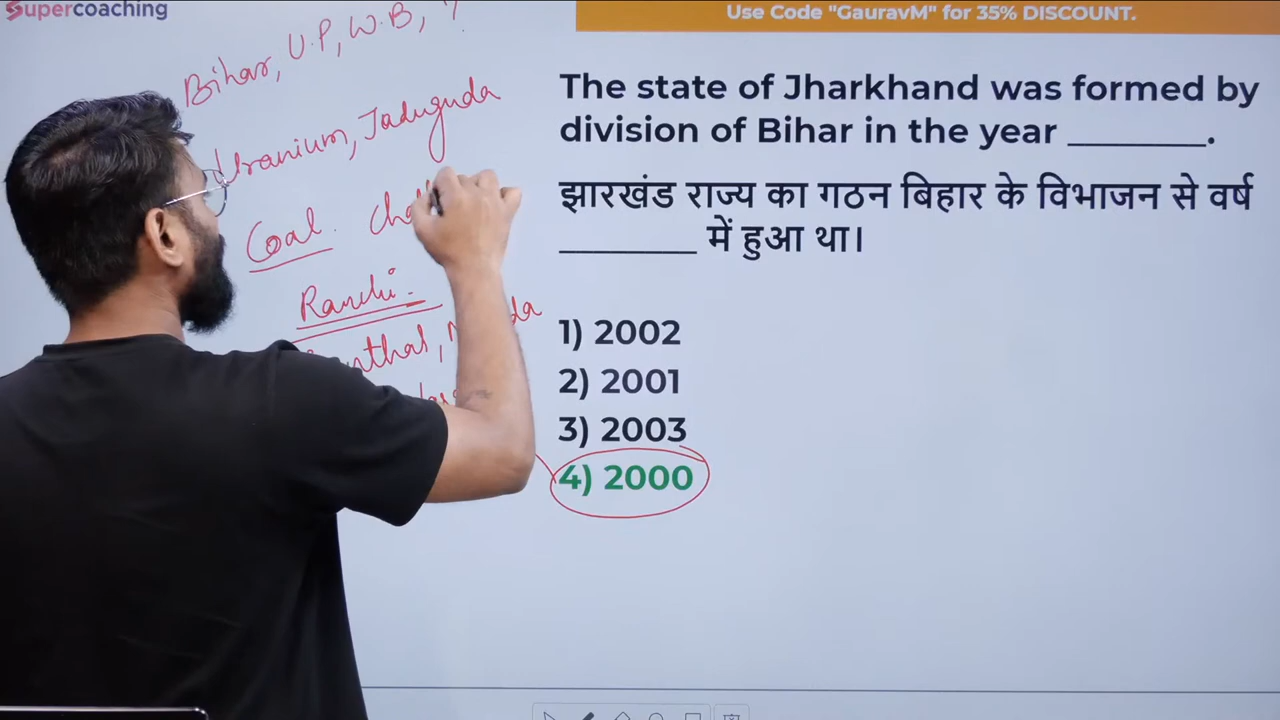 Supercoaching
Use Code "GauravM" for 35% DISCOUNT.
Bihar, U.P, W.B, ?
Uranium, Jaduguda
Coal.
Ranchi.
The state of Jharkhand was formed by
division of Bihar in the year ________.
झारखंड राज्य का गठन बिहार के विभाजन से वर्ष
________ में हुआ था।
1) 2002
2) 2001
3) 2003
4) 2000